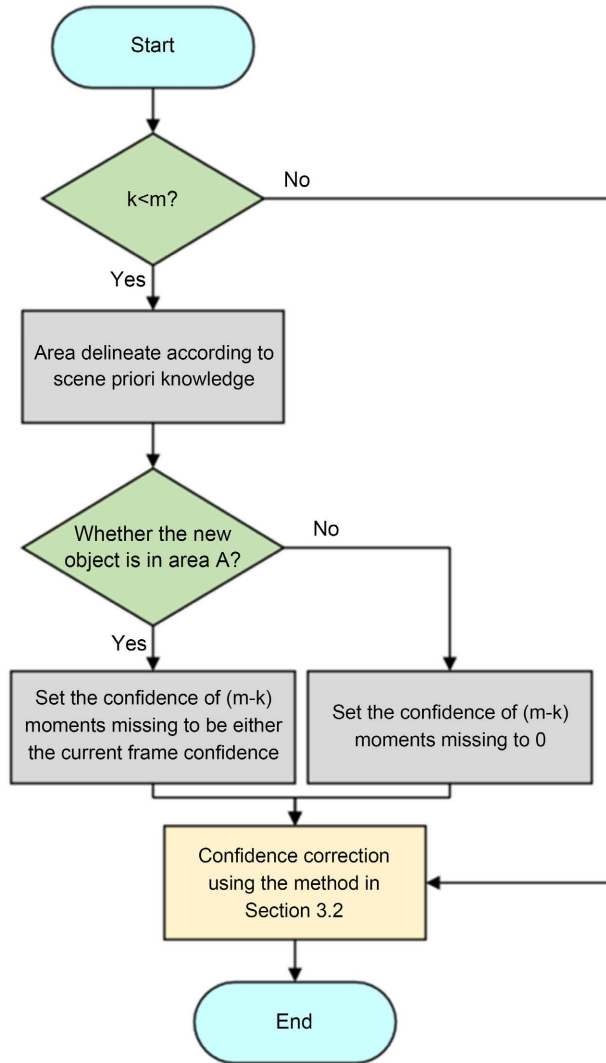 Start
k<m?
No
Yes
Area delineate according to
scene priori knowledge
Whether the new
object is in area A?
No
Yes
Set the confidence of (m-k)
moments missing to be either
the current frame confidence
Set the confidence of (m-k)
moments missing to 0
Confidence correction
using the method in
Section 3.2
End